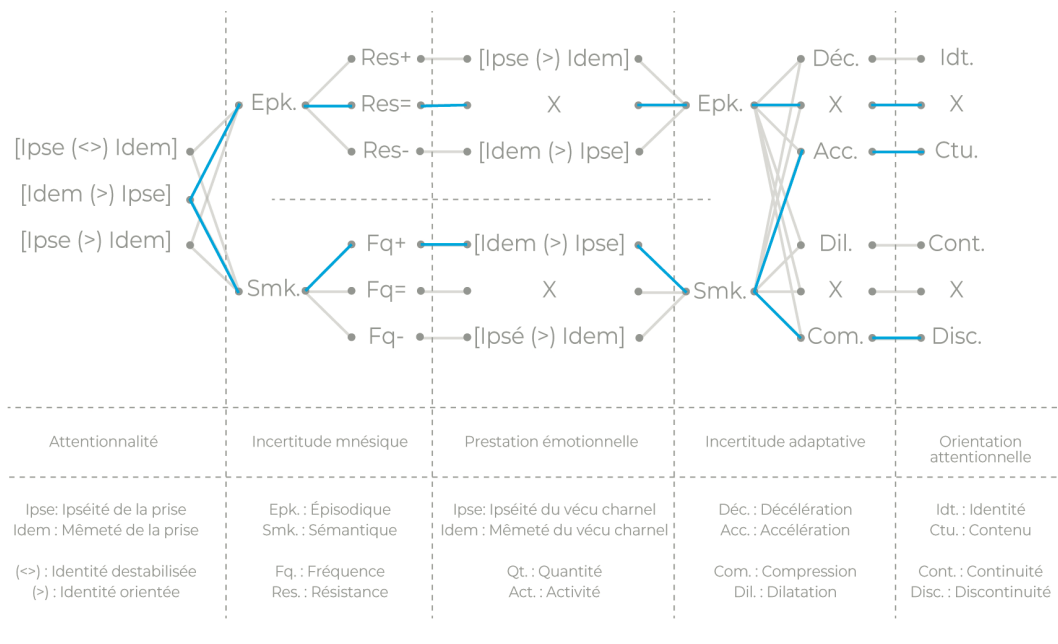 Res+ [Ipse (>) Idem] Déc. Idt.
Epk. Res= X Epk. X X
[Ipse (<>) Idem] Res- [Idem (>) Ipse] Acc. Ctu.
[Idem (>) Ipse]
[Ipse (>) Idem] Fq+ [Idem (>) Ipse] Dil. Cont.
Smk. Fq= X Smk. X X
Fq- [Ipsé (>) Idem] Com. Disc.
Attentionnalité
Incertitude mnésique
Prestation émotionnelle
Incertitude adaptative
Orientation
attentionnelle
Ipse: Ipséité de la prise
Idem : Mêmeté de la prise
(<>) : Identité destabilisée
(>) : Identité orientée
Epk. : Épisodique
Smk. : Sémantique
Fq. : Fréquence
Res. : Résistance
Ipse: Ipséité du vécu charnel
Idem : Mêmeté du vécu charnel
Qt. : Quantité
Act. : Activité
Déc. : Décélération
Acc. : Accélération
Com. : Compression
Dil. : Dilatation
Idt. : Identité
Ctu. : Contenu
Cont. : Continuité
Disc. : Discontinuité